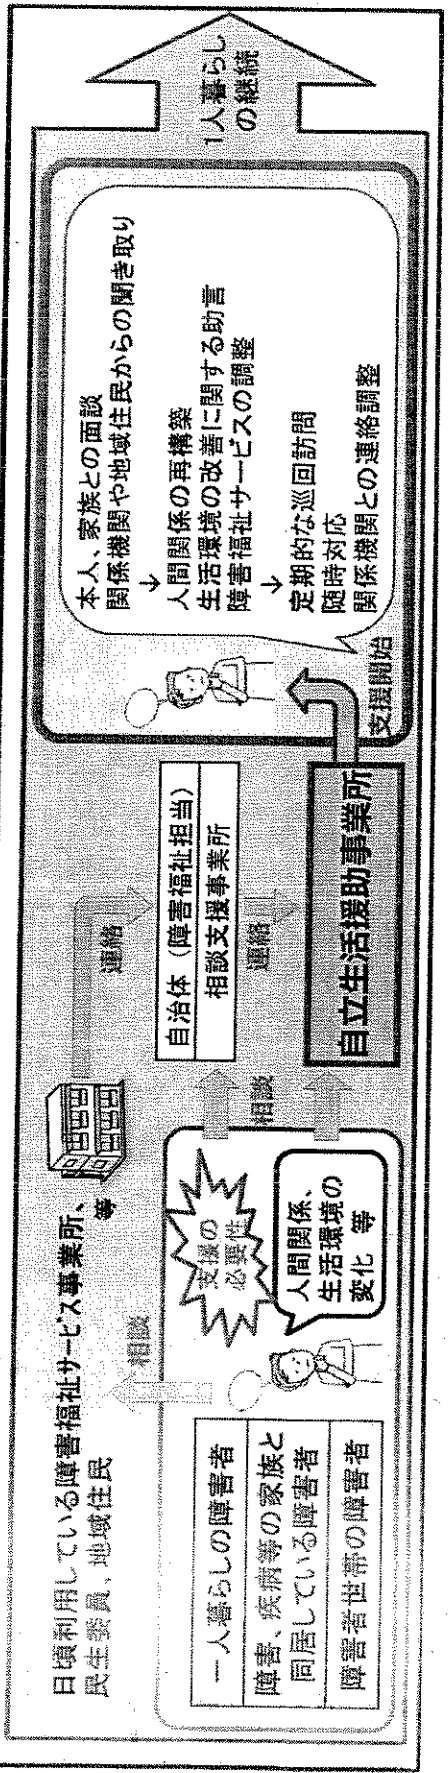 日頃利用している障害福祉サービス事業所、
民生委員、地域住民
等
相談
連絡
一人暮らしの障害者
障害、疾病等の家族と
同居している障害者
障害者世帯の障害者
支援の
必要性
人間関係、
生活環境の
変化 等
相談
自治体（障害福祉担当）
相談支援事業所
連絡
自立生活援助事業所
支援開始
本人、家族との面談
関係機関や地域住民からの聞き取り
↓
人間関係の再構築
生活環境の改善に関する助言
障害福祉サービスの調整
↓
定期的な巡回訪問
随時対応
関係機関との連絡調整
1人暮らし
の継続